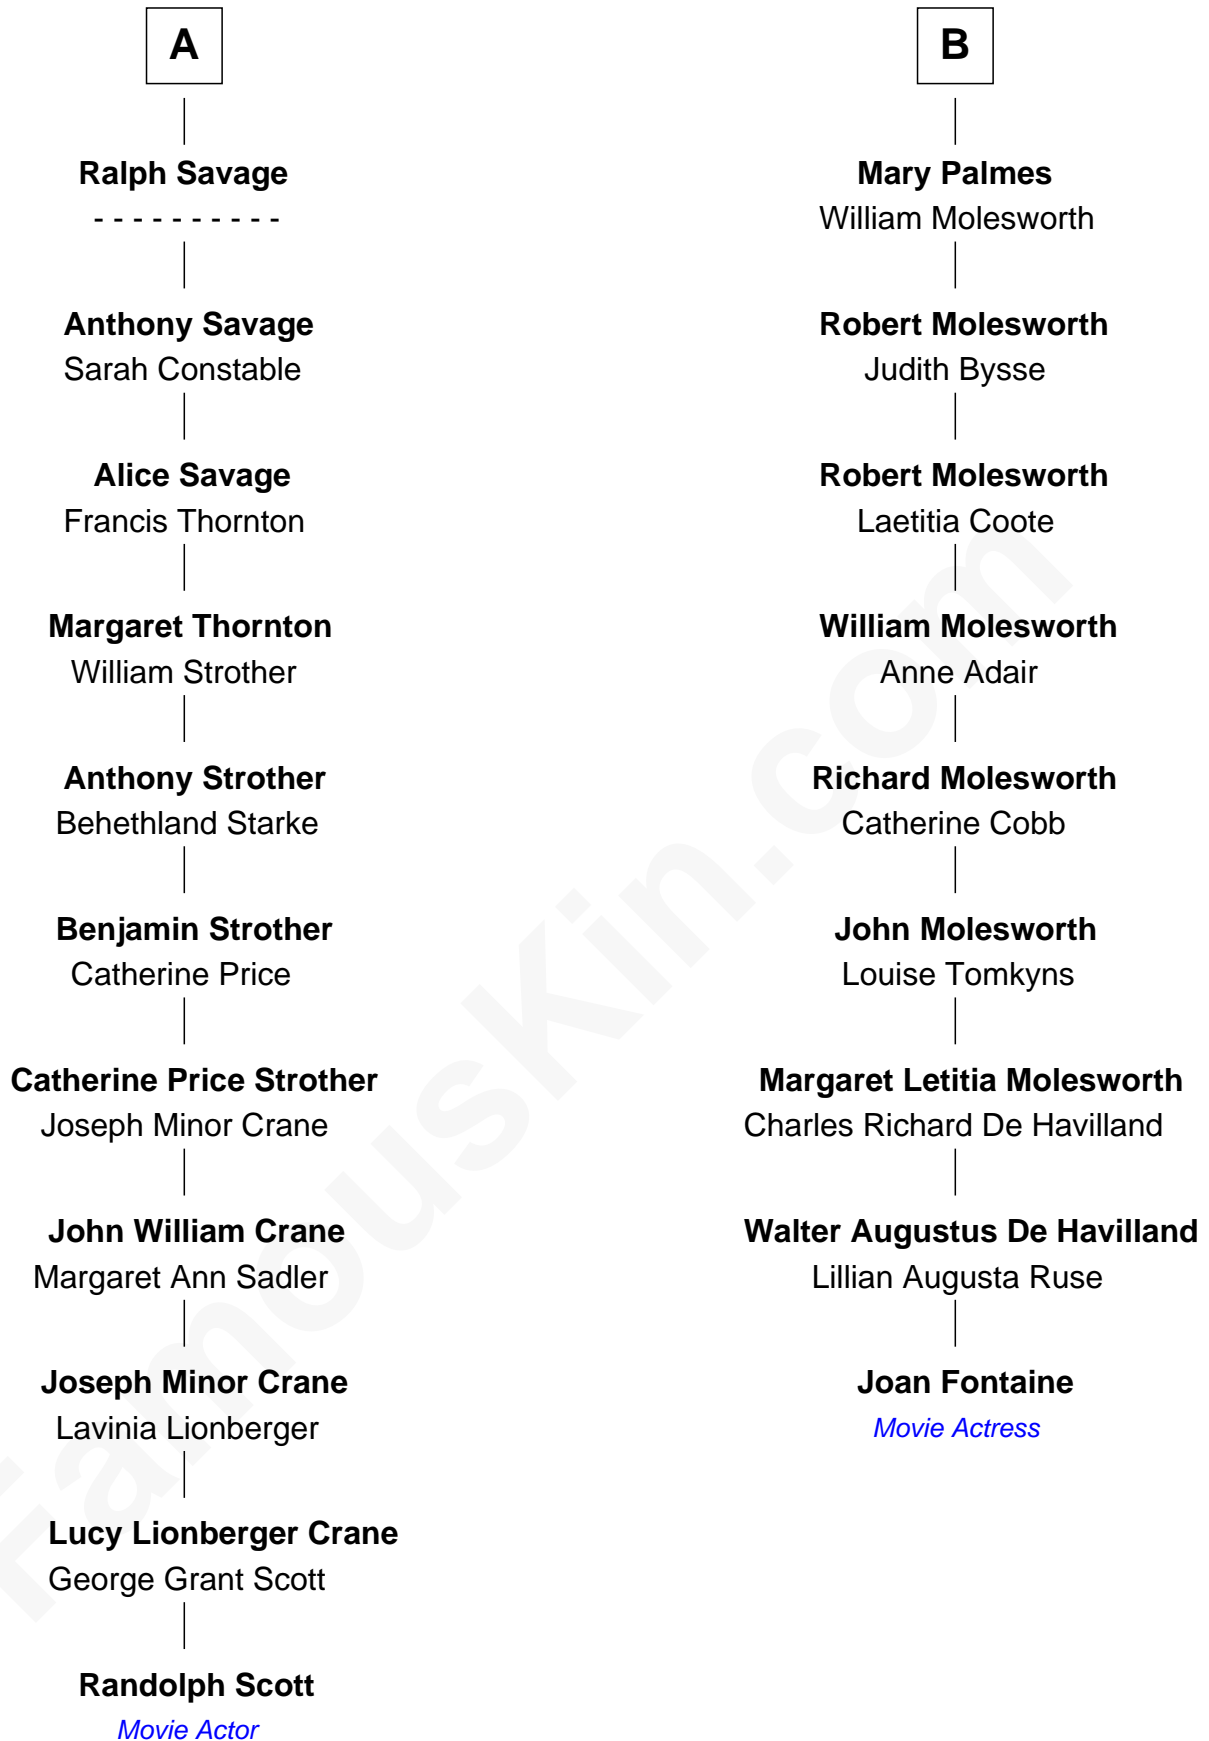 A
Ralph Savage
- - - - - - - - - -
Anthony Savage
Sarah Constable
Alice Savage
Francis Thornton
Margaret Thornton
William Strother
Anthony Strother
Behethland Starke
Benjamin Strother
Catherine Price
Catherine Price Strother
Joseph Minor Crane
John William Crane
Margaret Ann Sadler
Joseph Minor Crane
Lavinia Lionberger
Lucy Lionberger Crane
George Grant Scott
Randolph Scott
Movie Actor
B
Mary Palmes
William Molesworth
Robert Molesworth
Judith Bysse
Robert Molesworth
Laetitia Coote
William Molesworth
Anne Adair
Richard Molesworth
Catherine Cobb
John Molesworth
Louise Tomkyns
Margaret Letitia Molesworth
Charles Richard De Havilland
Walter Augustus De Havilland
Lillian Augusta Ruse
Joan Fontaine
Movie Actress
FamousKin.com